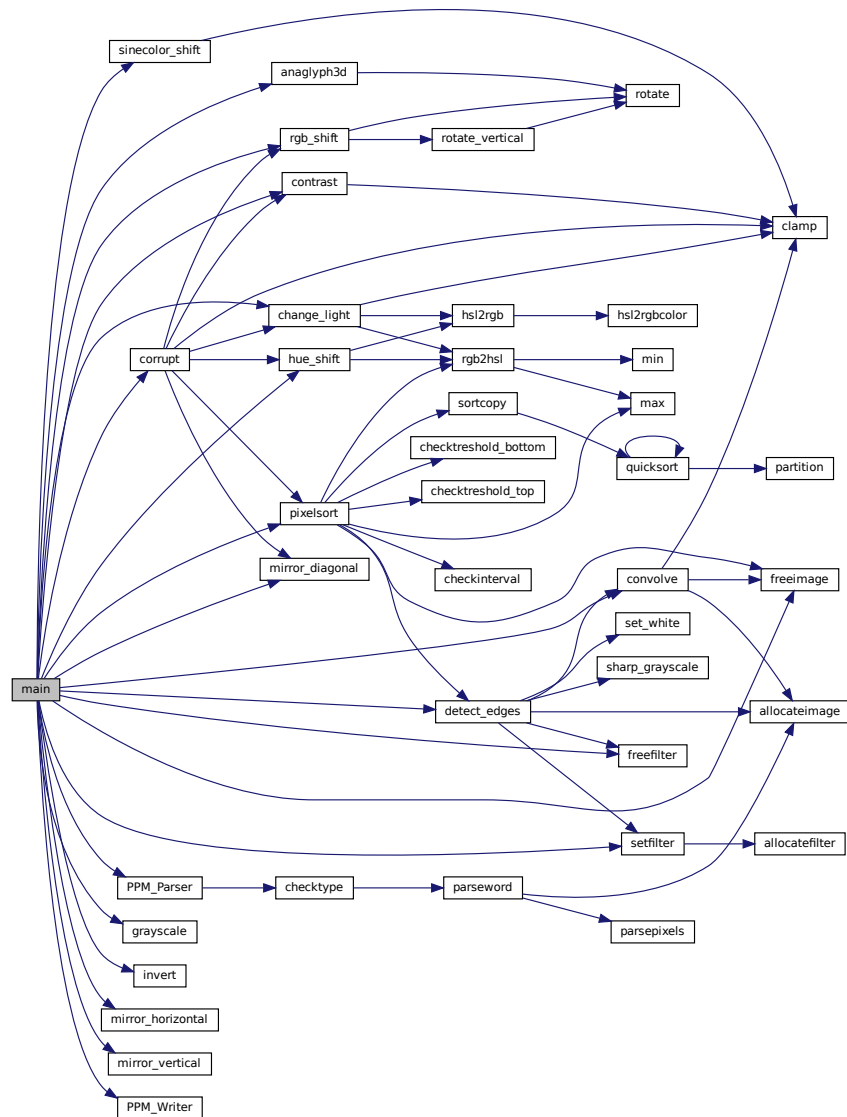 sinecolor_shift
anaglyph3d
rotate
rgb_shift
rotate_vertical
contrast
clamp
change_light
hsl2rgb
hsl2rgbcolor
corrupt
hue_shift
rgb2hsl
min
sortcopy
max
checktreshold_bottom
quicksort
partition
checktreshold_top
pixelsort
mirror_diagonal
checkinterval
convolve
freeimage
set_white
sharp_grayscale
main
detect_edges
allocateimage
freefilter
setfilter
allocatefilter
PPM_Parser
checktype
parseword
grayscale
parsepixels
invert
mirror_horizontal
mirror_vertical
PPM_Writer